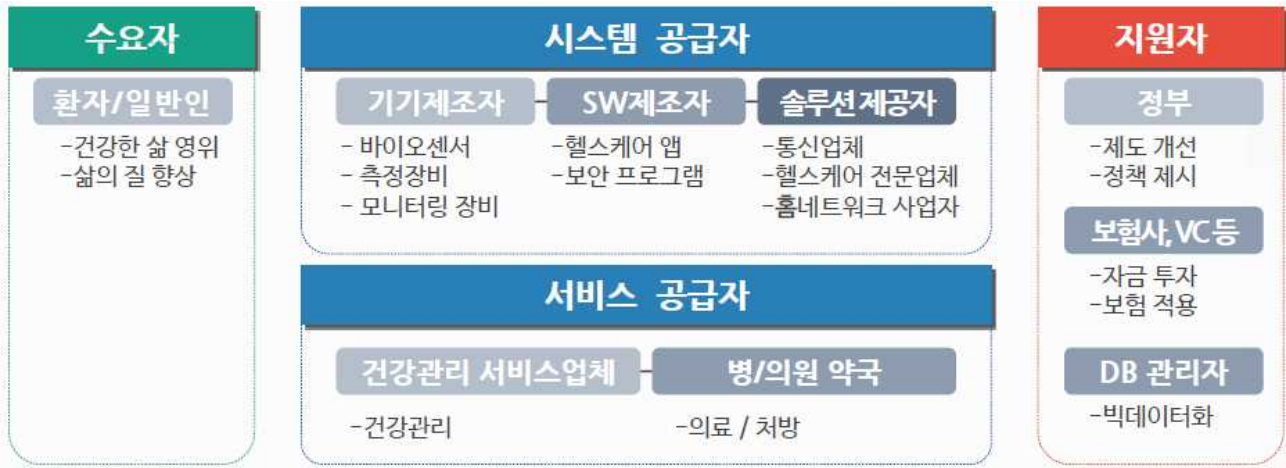 수요자
환자/일반인
-건강한 삶 영위
-삶의 질 향상
시스템 공급자
기기제조자
- 바이오센서
- 측정장비
- 모니터링 장비
SW제조자
-헬스케어 앱
-보안 프로그램
솔루션 제공자
-통신업체
-헬스케어 전문업체
-홈네트워크 사업자
서비스 공급자
건강관리 서비스업체
-건강관리
병/의원 약국
-의료 / 처방
지원자
정부
-제도 개선
-정책 제시
보험사, VC 등
-자금 투자
-보험 적용
DB 관리자
-빅데이터화